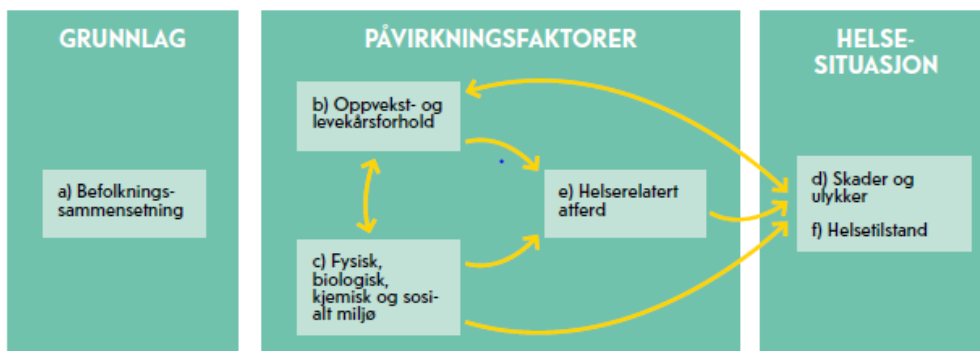 GRUNNLAG
a) Befolknings-
sammensetning
PÅVIRKNINGSFAKTORER
b) Oppvekst- og
levekårsforhold
c) Fysisk,
biologisk,
kjemisk og sosi-
alt miljø
e) Helserelatert
atferd
HELSE-
SITUASJON
d) Skader og
ulykker
f) Helsetilstand